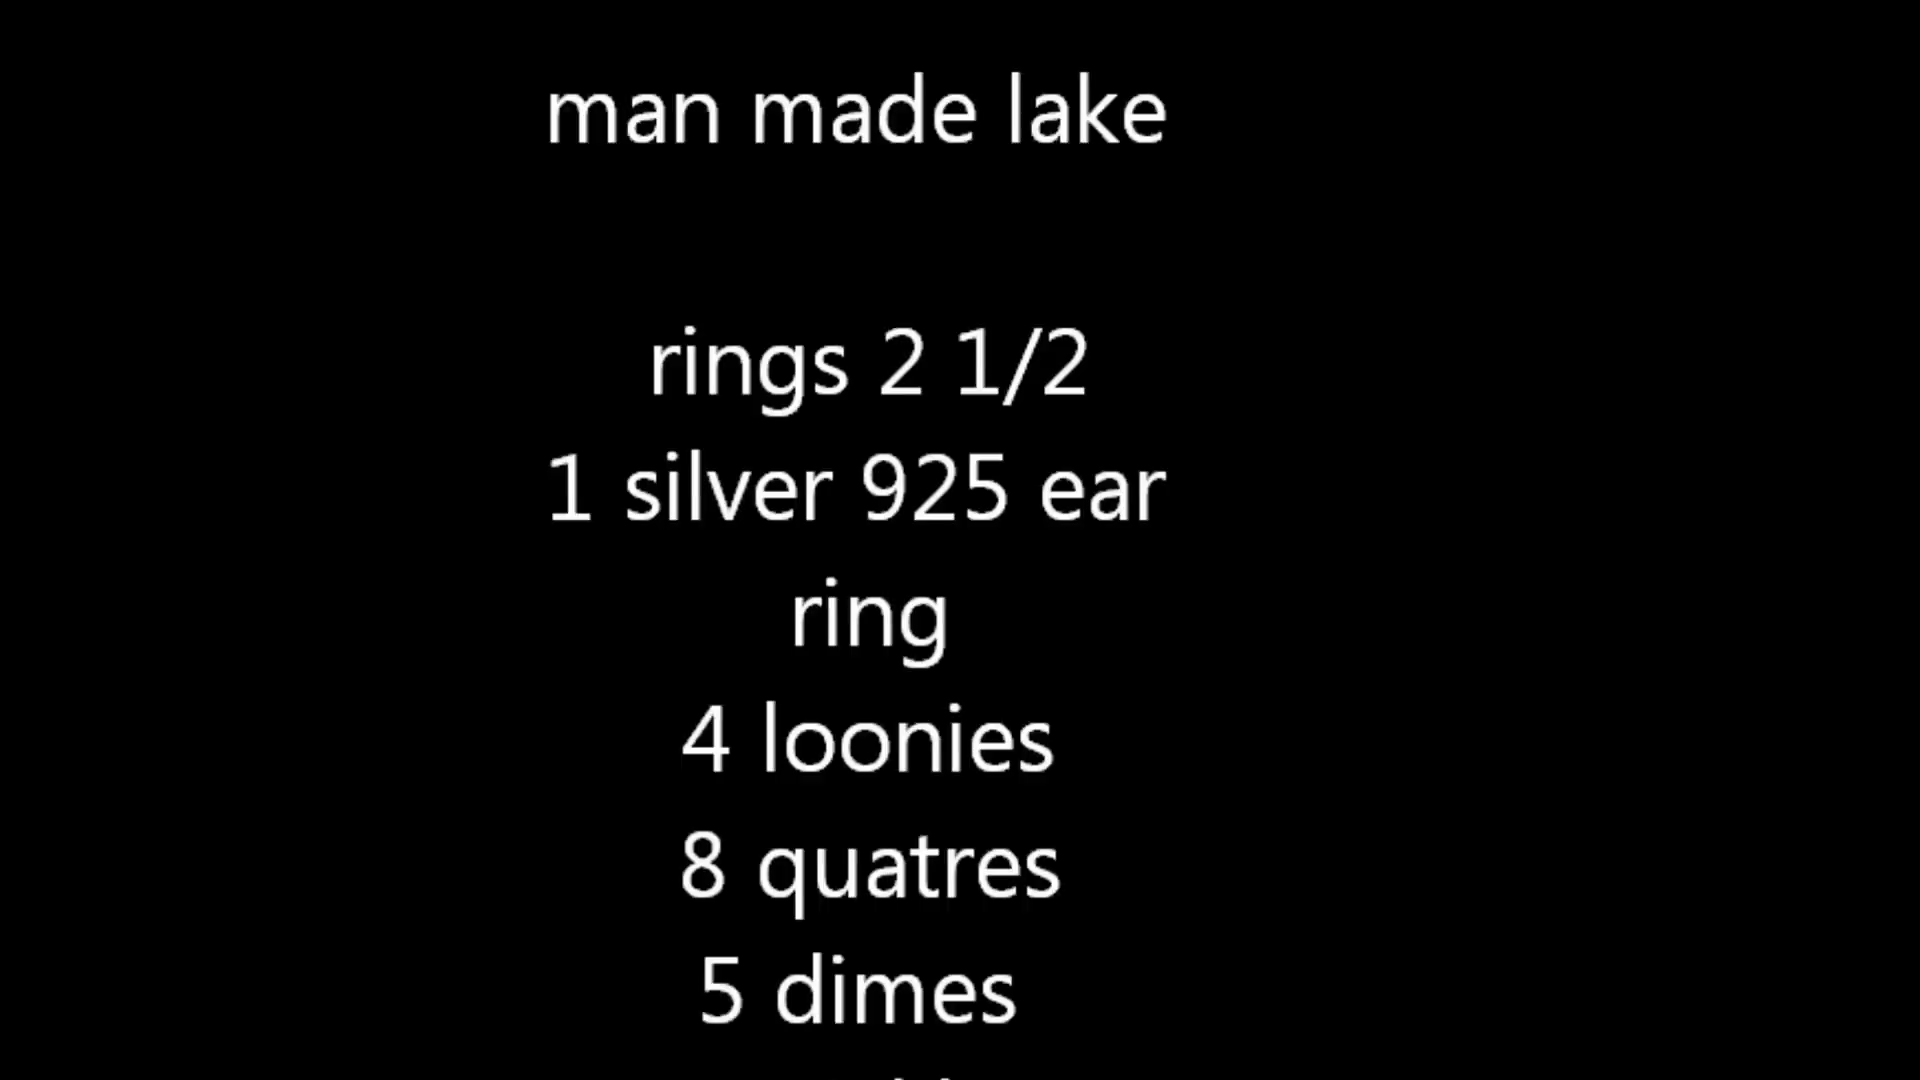 man made lake
rings 2 1/2
1 silver 925 ear
ring
4 loonies
8 quatres
5 dimes